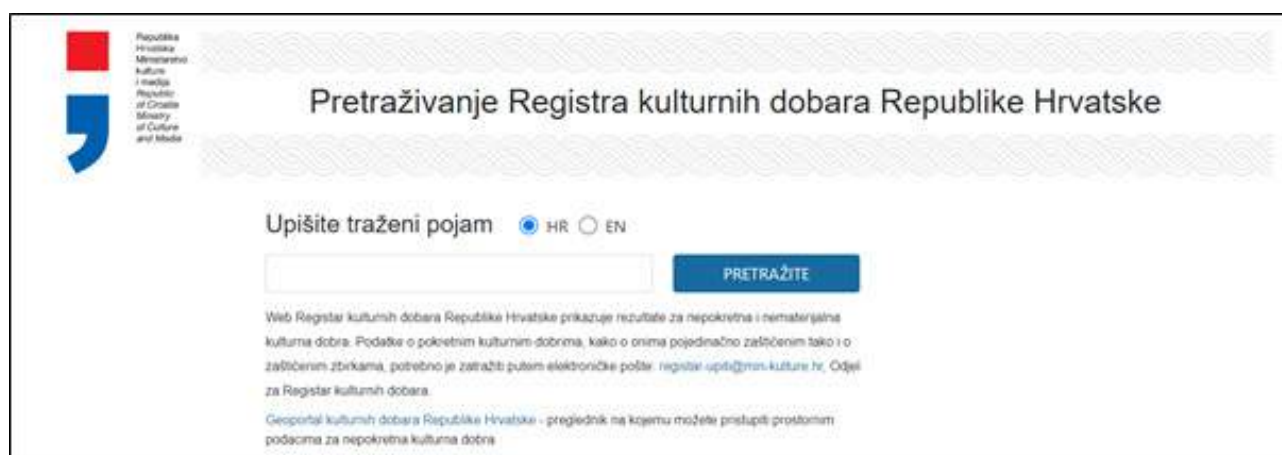 Republika
Hrvatska
Ministarstvo
kulture
i medija
Republic
of Croatia
Ministry
of Culture
and Media
Pretraživanje Registra kulturnih dobara Republike Hrvatske
Upišite traženi pojam HR EN
PRETRAŽITE
Web Registar kulturnih dobara Republike Hrvatske prikazuje rezultate za nepokretna i nematerijalna
kulturna dobra. Podatke o pokretnim kulturnim dobrima, kako o onima pojedinačno zaštićenim tako i o
zaštićenim zbirkama, potrebno je zatražiti putem elektroničke pošte: registar-upiti@min-kulture.hr, Odjel
za Registar kulturnih dobara.
Geoportal kulturnih dobara Republike Hrvatske - preglednik na kojemu možete pristupiti prostornim
podacima za nepokretna kulturna dobra